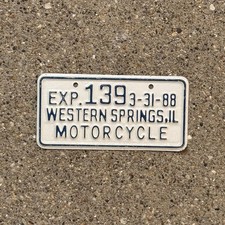 EXP. 139 3-31-88
WESTERN SPRINGS, IL
MOTORCYCLE